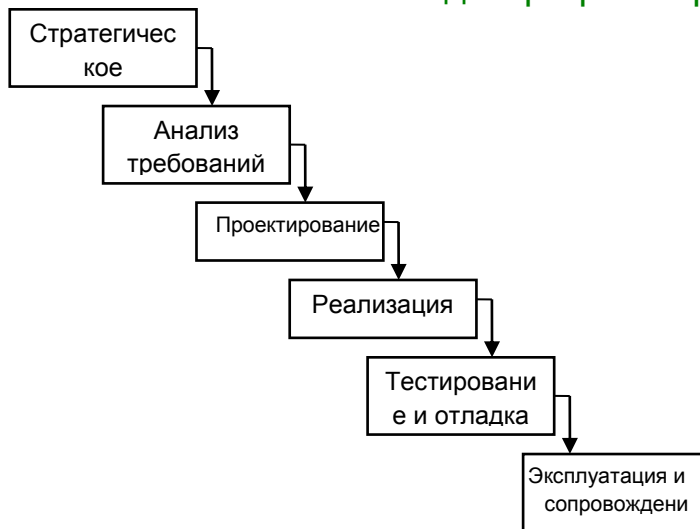 Стратегичес
кое
Анализ
требований
Проектирование
Реализация
Тестировани
е и отладка
Эксплуатация и
сопровождени